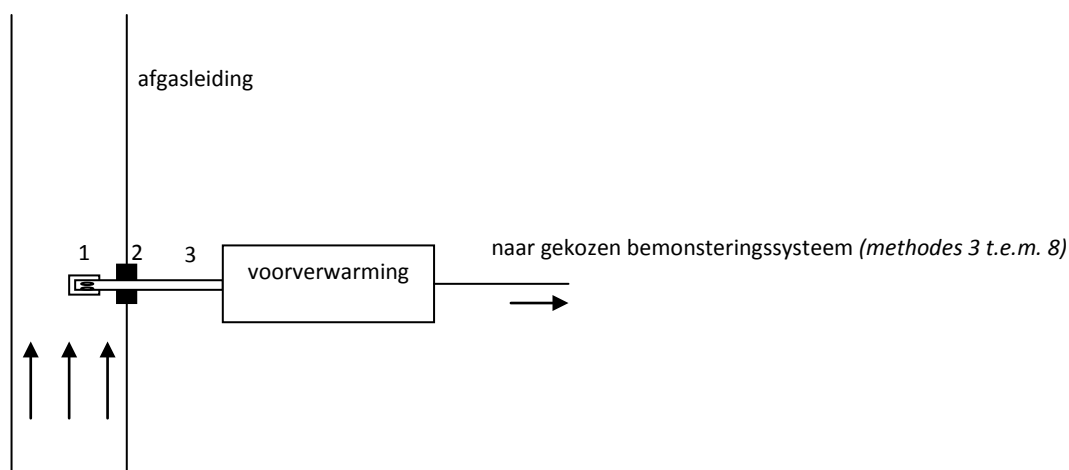 afgasleiding
1 2 3
voorverwarming
naar gekozen bemonsteringssysteem (methodes 3 t.e.m. 8)